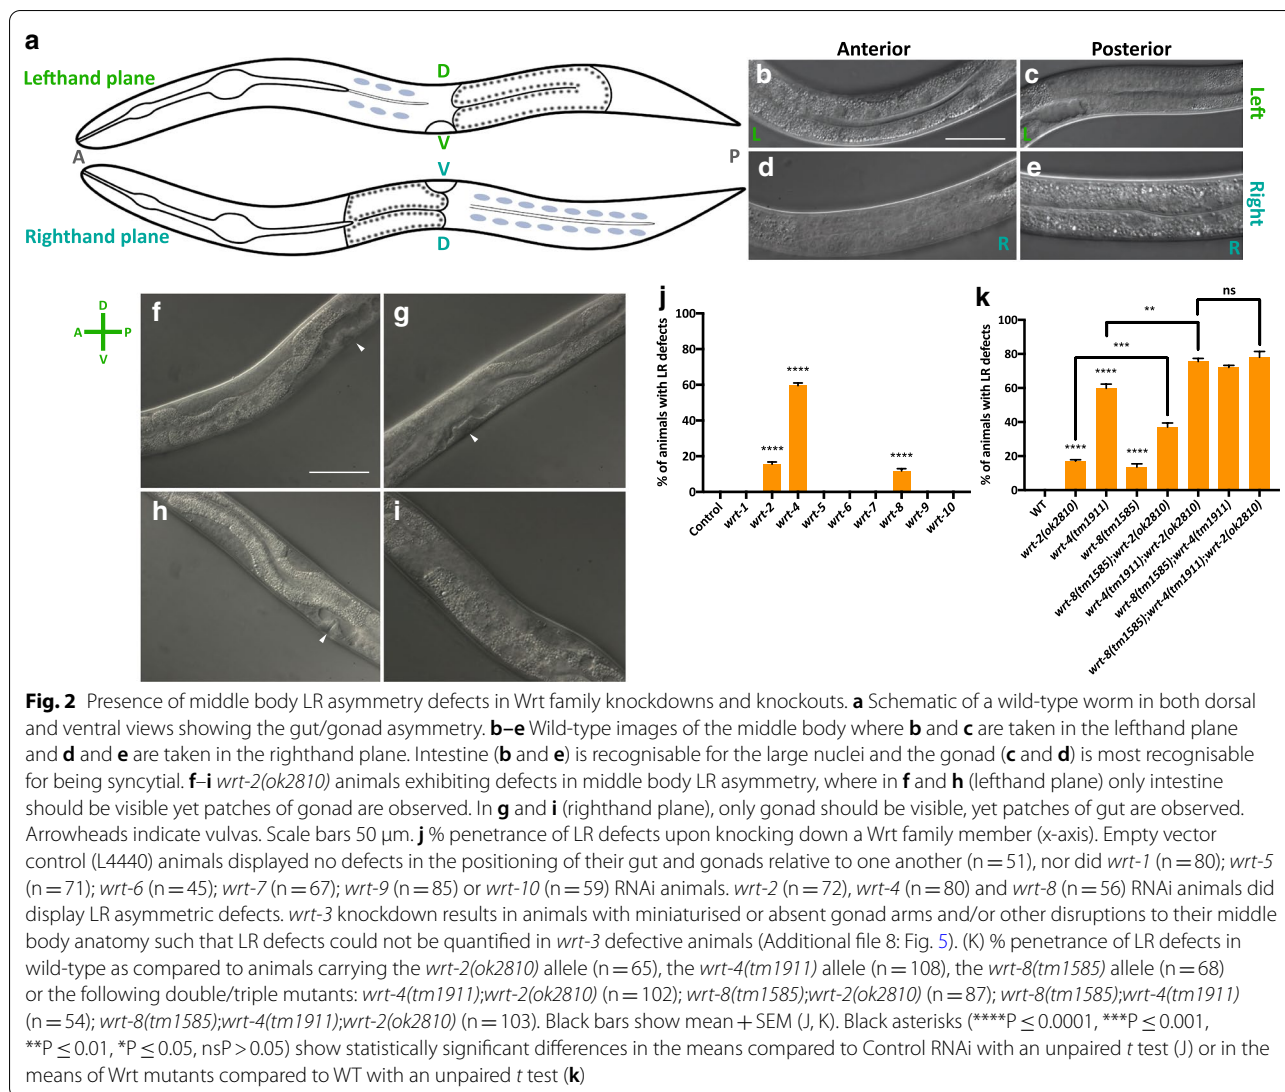 a
Lefthand plane
D
V
A
P
V
Righthand plane
D
Anterior
Posterior
b
L
c
L
Left
d
R
e
R
Right
D
A
P
V
f
g
h
i
j
% of animals with LR defects
100
80
60
40
20
0
****
****
****
Control
wrt-1
wrt-2
wrt-4
wrt-5
wrt-6
wrt-7
wrt-8
wrt-9
wrt-10
k
% of animals with LR defects
100
80
60
40
20
0
****
****
****
***
**
ns
WT
wrt-2(ok2810)
wrt-4(tm1911)
wrt-8(tm1585)
wrt-8(tm1585);wrt-2(ok2810)
wrt-4(tm1911);wrt-2(ok2810)
wrt-8(tm1585);wrt-4(tm1911)
wrt-8(tm1585);wrt-4(tm1911);wrt-2(ok2810)
Fig. 2 Presence of middle body LR asymmetry defects in Wrt family knockdowns and knockouts. a Schematic of a wild-type worm in both dorsal
and ventral views showing the gut/gonad asymmetry. b–e Wild-type images of the middle body where b and c are taken in the lefthand plane
and d and e are taken in the righthand plane. Intestine (b and e) is recognisable for the large nuclei and the gonad (c and d) is most recognisable
for being syncytial. f–i wrt-2(ok2810) animals exhibiting defects in middle body LR asymmetry, where in f and h (lefthand plane) only intestine
should be visible yet patches of gonad are observed. In g and i (righthand plane), only gonad should be visible, yet patches of gut are observed.
Arrowheads indicate vulvas. Scale bars 50 µm. j % penetrance of LR defects upon knocking down a Wrt family member (x-axis). Empty vector
control (L4440) animals displayed no defects in the positioning of their gut and gonads relative to one another (n = 51), nor did wrt-1 (n = 80); wrt-5
(n = 71); wrt-6 (n = 45); wrt-7 (n = 67); wrt-9 (n = 85) or wrt-10 (n = 59) RNAi animals. wrt-2 (n = 72), wrt-4 (n = 80) and wrt-8 (n = 56) RNAi animals did
display LR asymmetric defects. wrt-3 knockdown results in animals with miniaturised or absent gonad arms and/or other disruptions to their middle
body anatomy such that LR defects could not be quantified in wrt-3 defective animals (Additional file 8: Fig. 5). (K) % penetrance of LR defects in
wild-type as compared to animals carrying the wrt-2(ok2810) allele (n = 65), the wrt-4(tm1911) allele (n = 108), the wrt-8(tm1585) allele (n = 68)
or the following double/triple mutants: wrt-4(tm1911);wrt-2(ok2810) (n = 102); wrt-8(tm1585);wrt-2(ok2810) (n = 87); wrt-8(tm1585);wrt-4(tm1911)
(n = 54); wrt-8(tm1585);wrt-4(tm1911);wrt-2(ok2810) (n = 103). Black bars show mean + SEM (J, K). Black asterisks (****P ≤ 0.0001, ***P ≤ 0.001,
**P ≤ 0.01, *P ≤ 0.05, nsP > 0.05) show statistically significant differences in the means compared to Control RNAi with an unpaired t test (J) or in the
means of Wrt mutants compared to WT with an unpaired t test (k)